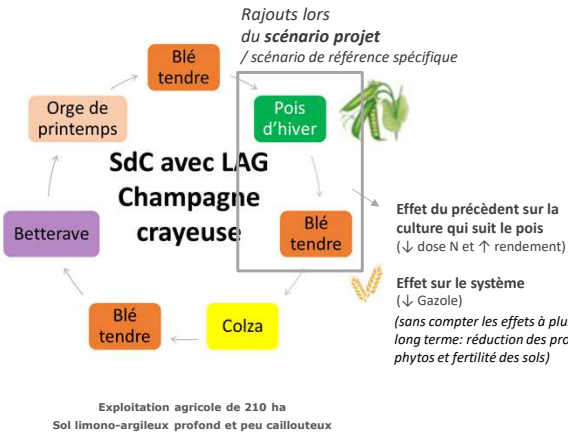 Rajouts lors
du scénario projet
/ scénario de référence spécifique
Blé
tendre
Pois
d'hiver
Orge de
printemps
SdC avec LAG
Champagne
crayeuse
Betterave
Blé
tendre
Blé
tendre
Colza
Effet du précèdent sur la
culture qui suit le pois
(↓ dose N et ↑ rendement)
Effet sur le système
(↓ Gazole)
(sans compter les effets à plu
long terme: réduction des pro
phytos et fertilité des sols)
Exploitation agricole de 210 ha
Sol limono-argileux profond et peu caillouteux